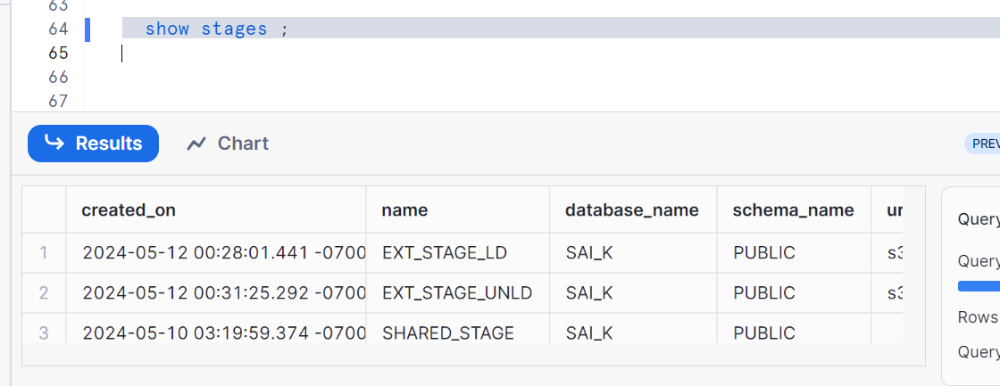 63
64 show stages ;
65
66
67
Results Chart PREV
created_on name database_name schema_name ur
1 2024-05-12 00:28:01.441 -0700 EXT_STAGE_LD SAI_K PUBLIC s3
2 2024-05-12 00:31:25.292 -0700 EXT_STAGE_UNLD SAI_K PUBLIC s3
3 2024-05-10 03:19:59.374 -0700 SHARED_STAGE SAI_K PUBLIC
Query
Query
Rows
Query